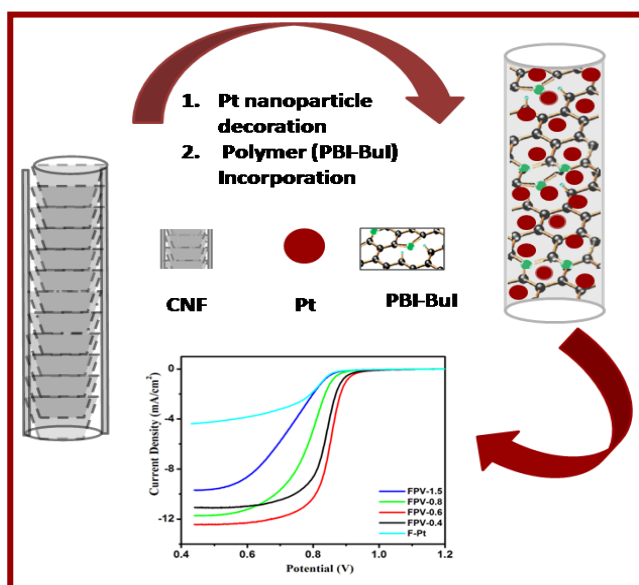 1. Pt nanoparticle
decoration
2. Polymer (PBI-BuI)
Incorporation
CNF
Pt
PBI-BuI
Current Density (mA/cm²)
0
-4
-8
-12
FPV-1.5
FPV-0.8
FPV-0.6
FPV-0.4
F-Pt
0.4 0.6 0.8 1.0 1.2
Potential (V)